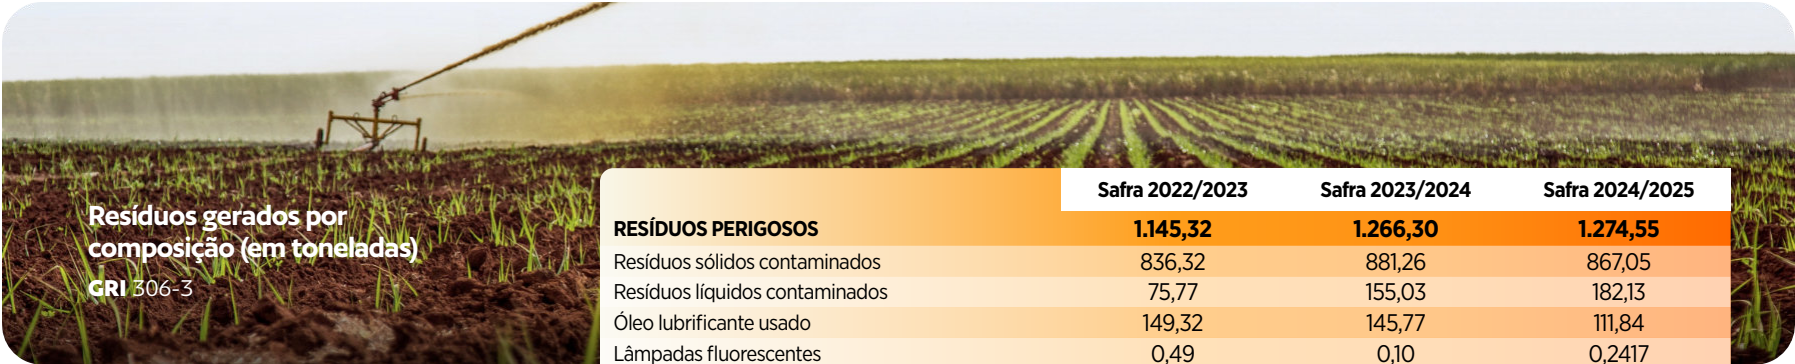 Resíduos gerados por
composição (em toneladas)
GRI 306-3
Safra 2022/2023 Safra 2023/2024 Safra 2024/2025
RESÍDUOS PERIGOSOS 1.145,32 1.266,30 1.274,55
Resíduos sólidos contaminados 836,32 881,26 867,05
Resíduos líquidos contaminados 75,77 155,03 182,13
Óleo lubrificante usado 149,32 145,77 111,84
Lâmpadas fluorescentes 0,49 0,10 0,2417